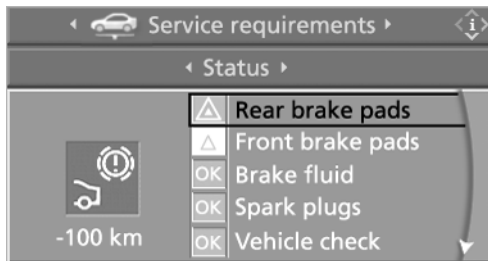 Service requirements
i
Status
Rear brake pads
Front brake pads
OK Brake fluid
OK Spark plugs
-100 km
OK Vehicle check